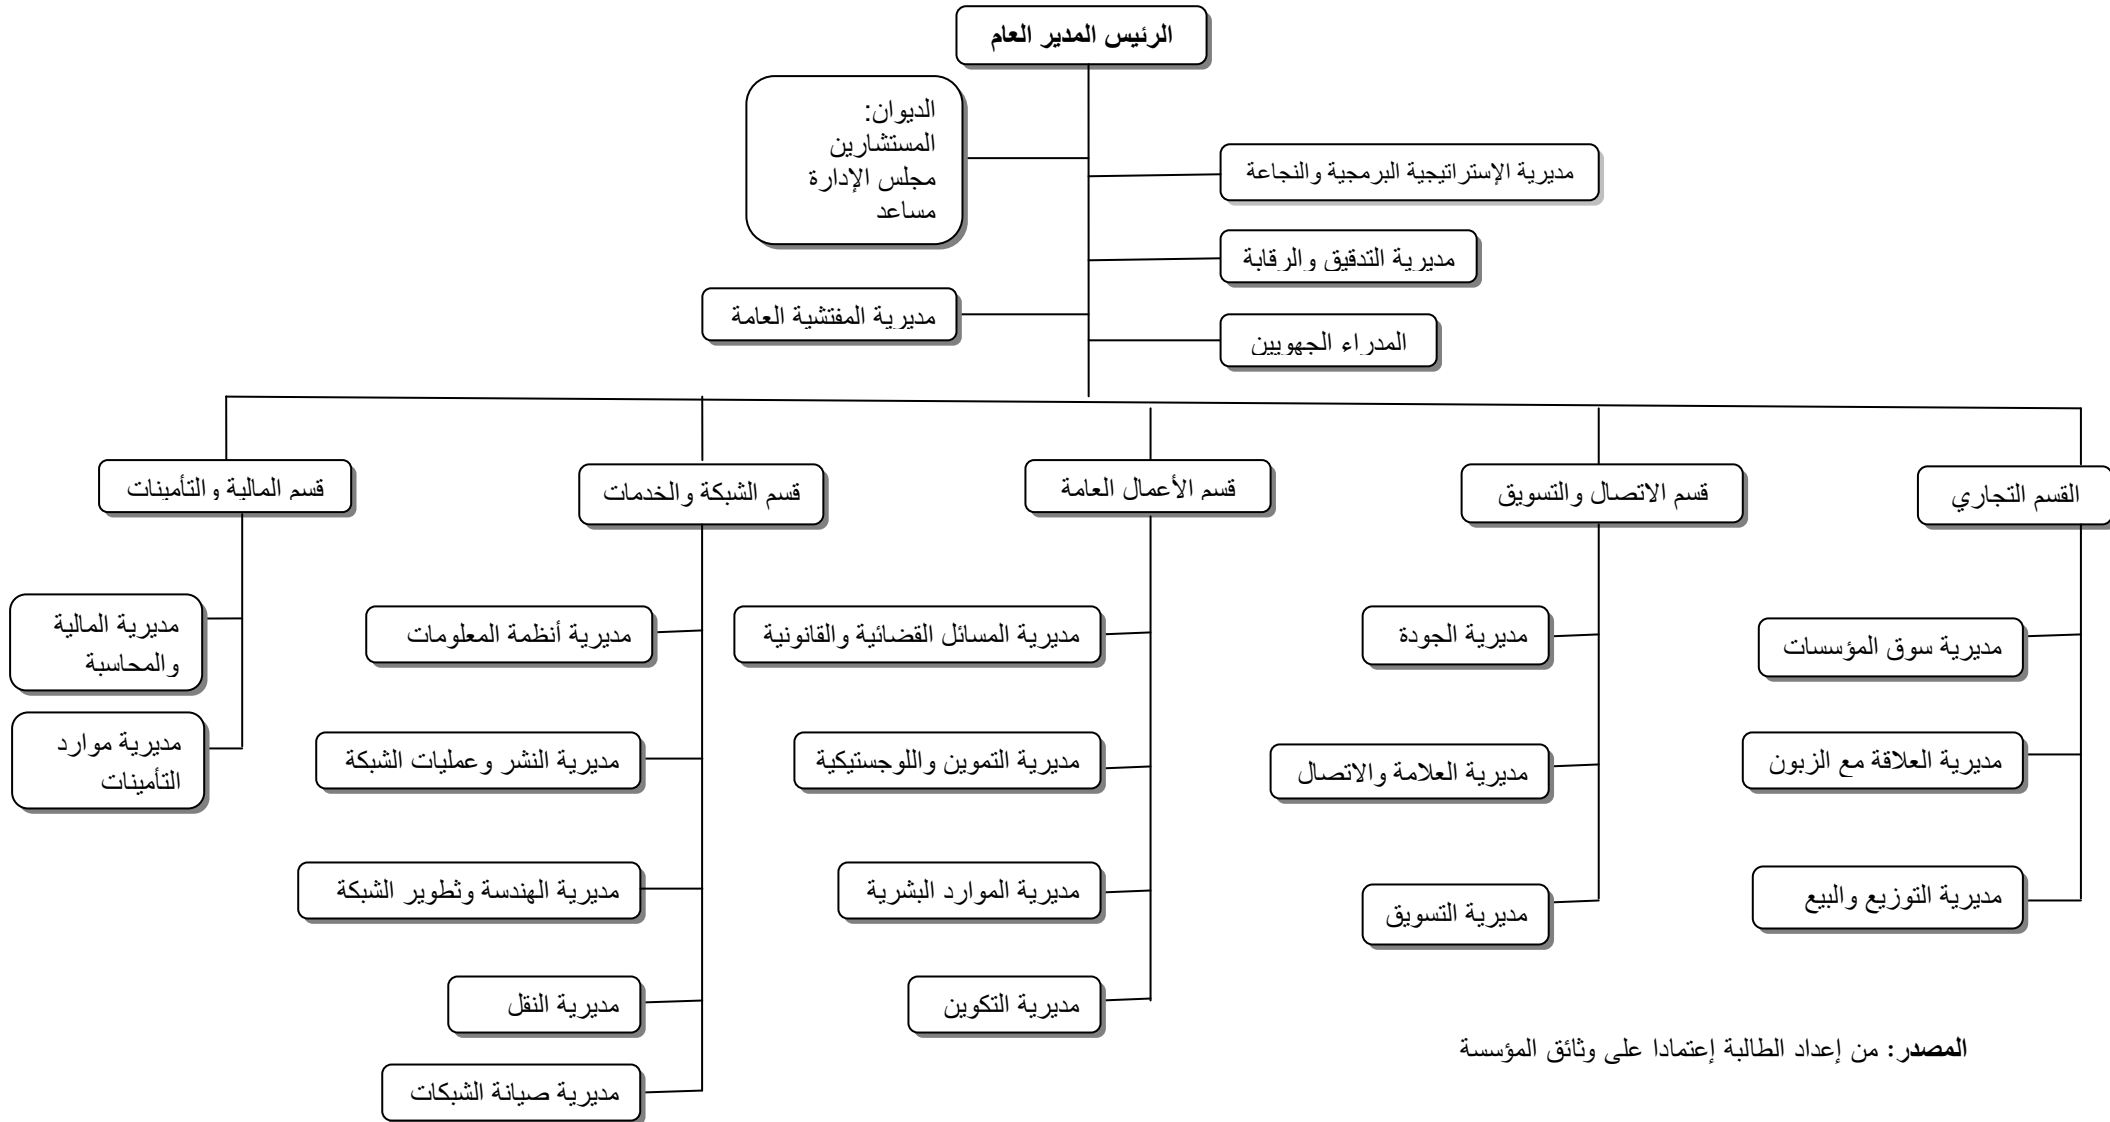 الرئيس المدير العام
الديوان:
المستشارين
مجلس الإدارة
مساعد
مديرية الإستراتيجية البرمجية والنجاعة
مديرية التدقيق والرقابة
مديرية المفتشية العامة
المدراء الجهويين
القسم التجاري
قسم الاتصال والتسويق
قسم الأعمال العامة
قسم الشبكة والخدمات
قسم المالية والتأمينات
مديرية سوق المؤسسات
مديرية الجودة
مديرية المسائل القضائية والقانونية
مديرية أنظمة المعلومات
مديرية المالية
والمحاسبة
مديرية العلاقة مع الزبون
مديرية العلامة والاتصال
مديرية التموين واللوجستيكية
مديرية النشر وعمليات الشبكة
مديرية موارد
التأمينات
مديرية التوزيع والبيع
مديرية التسويق
مديرية الموارد البشرية
مديرية الهندسة وثطوير الشبكة
مديرية التكوين
مديرية النقل
مديرية صيانة الشبكات
المصدر: من إعداد الطالبة إعتمادا على وثائق المؤسسة